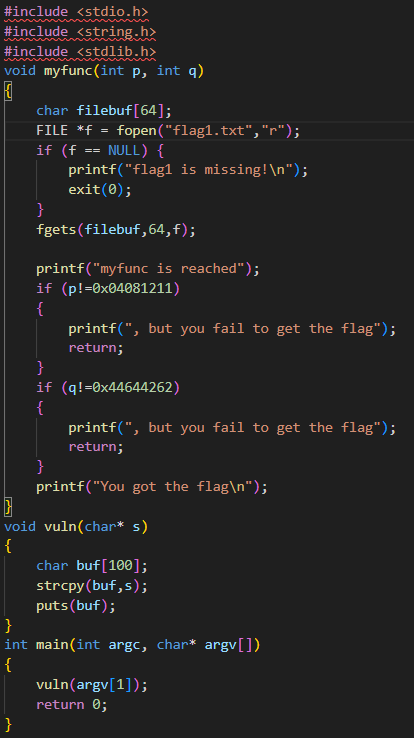 #include <stdio.h>
#include <string.h>
#include <stdlib.h>
void myfunc(int p, int q)
{
    char filebuf[64];
    FILE *f = fopen("flag1.txt","r");
    if (f == NULL) {
        printf("flag1 is missing!\n");
        exit(0);
    }
    fgets(filebuf,64,f);

    printf("myfunc is reached");
    if (p!=0x04081211)
    {
        printf(", but you fail to get the flag");
        return;
    }
    if (q!=0x44644262)
    {
        printf(", but you fail to get the flag");
        return;
    }
    printf("You got the flag\n");
}
void vuln(char* s)
{
    char buf[100];
    strcpy(buf,s);
    puts(buf);
}
int main(int argc, char* argv[])
{
    vuln(argv[1]);
    return 0;
}